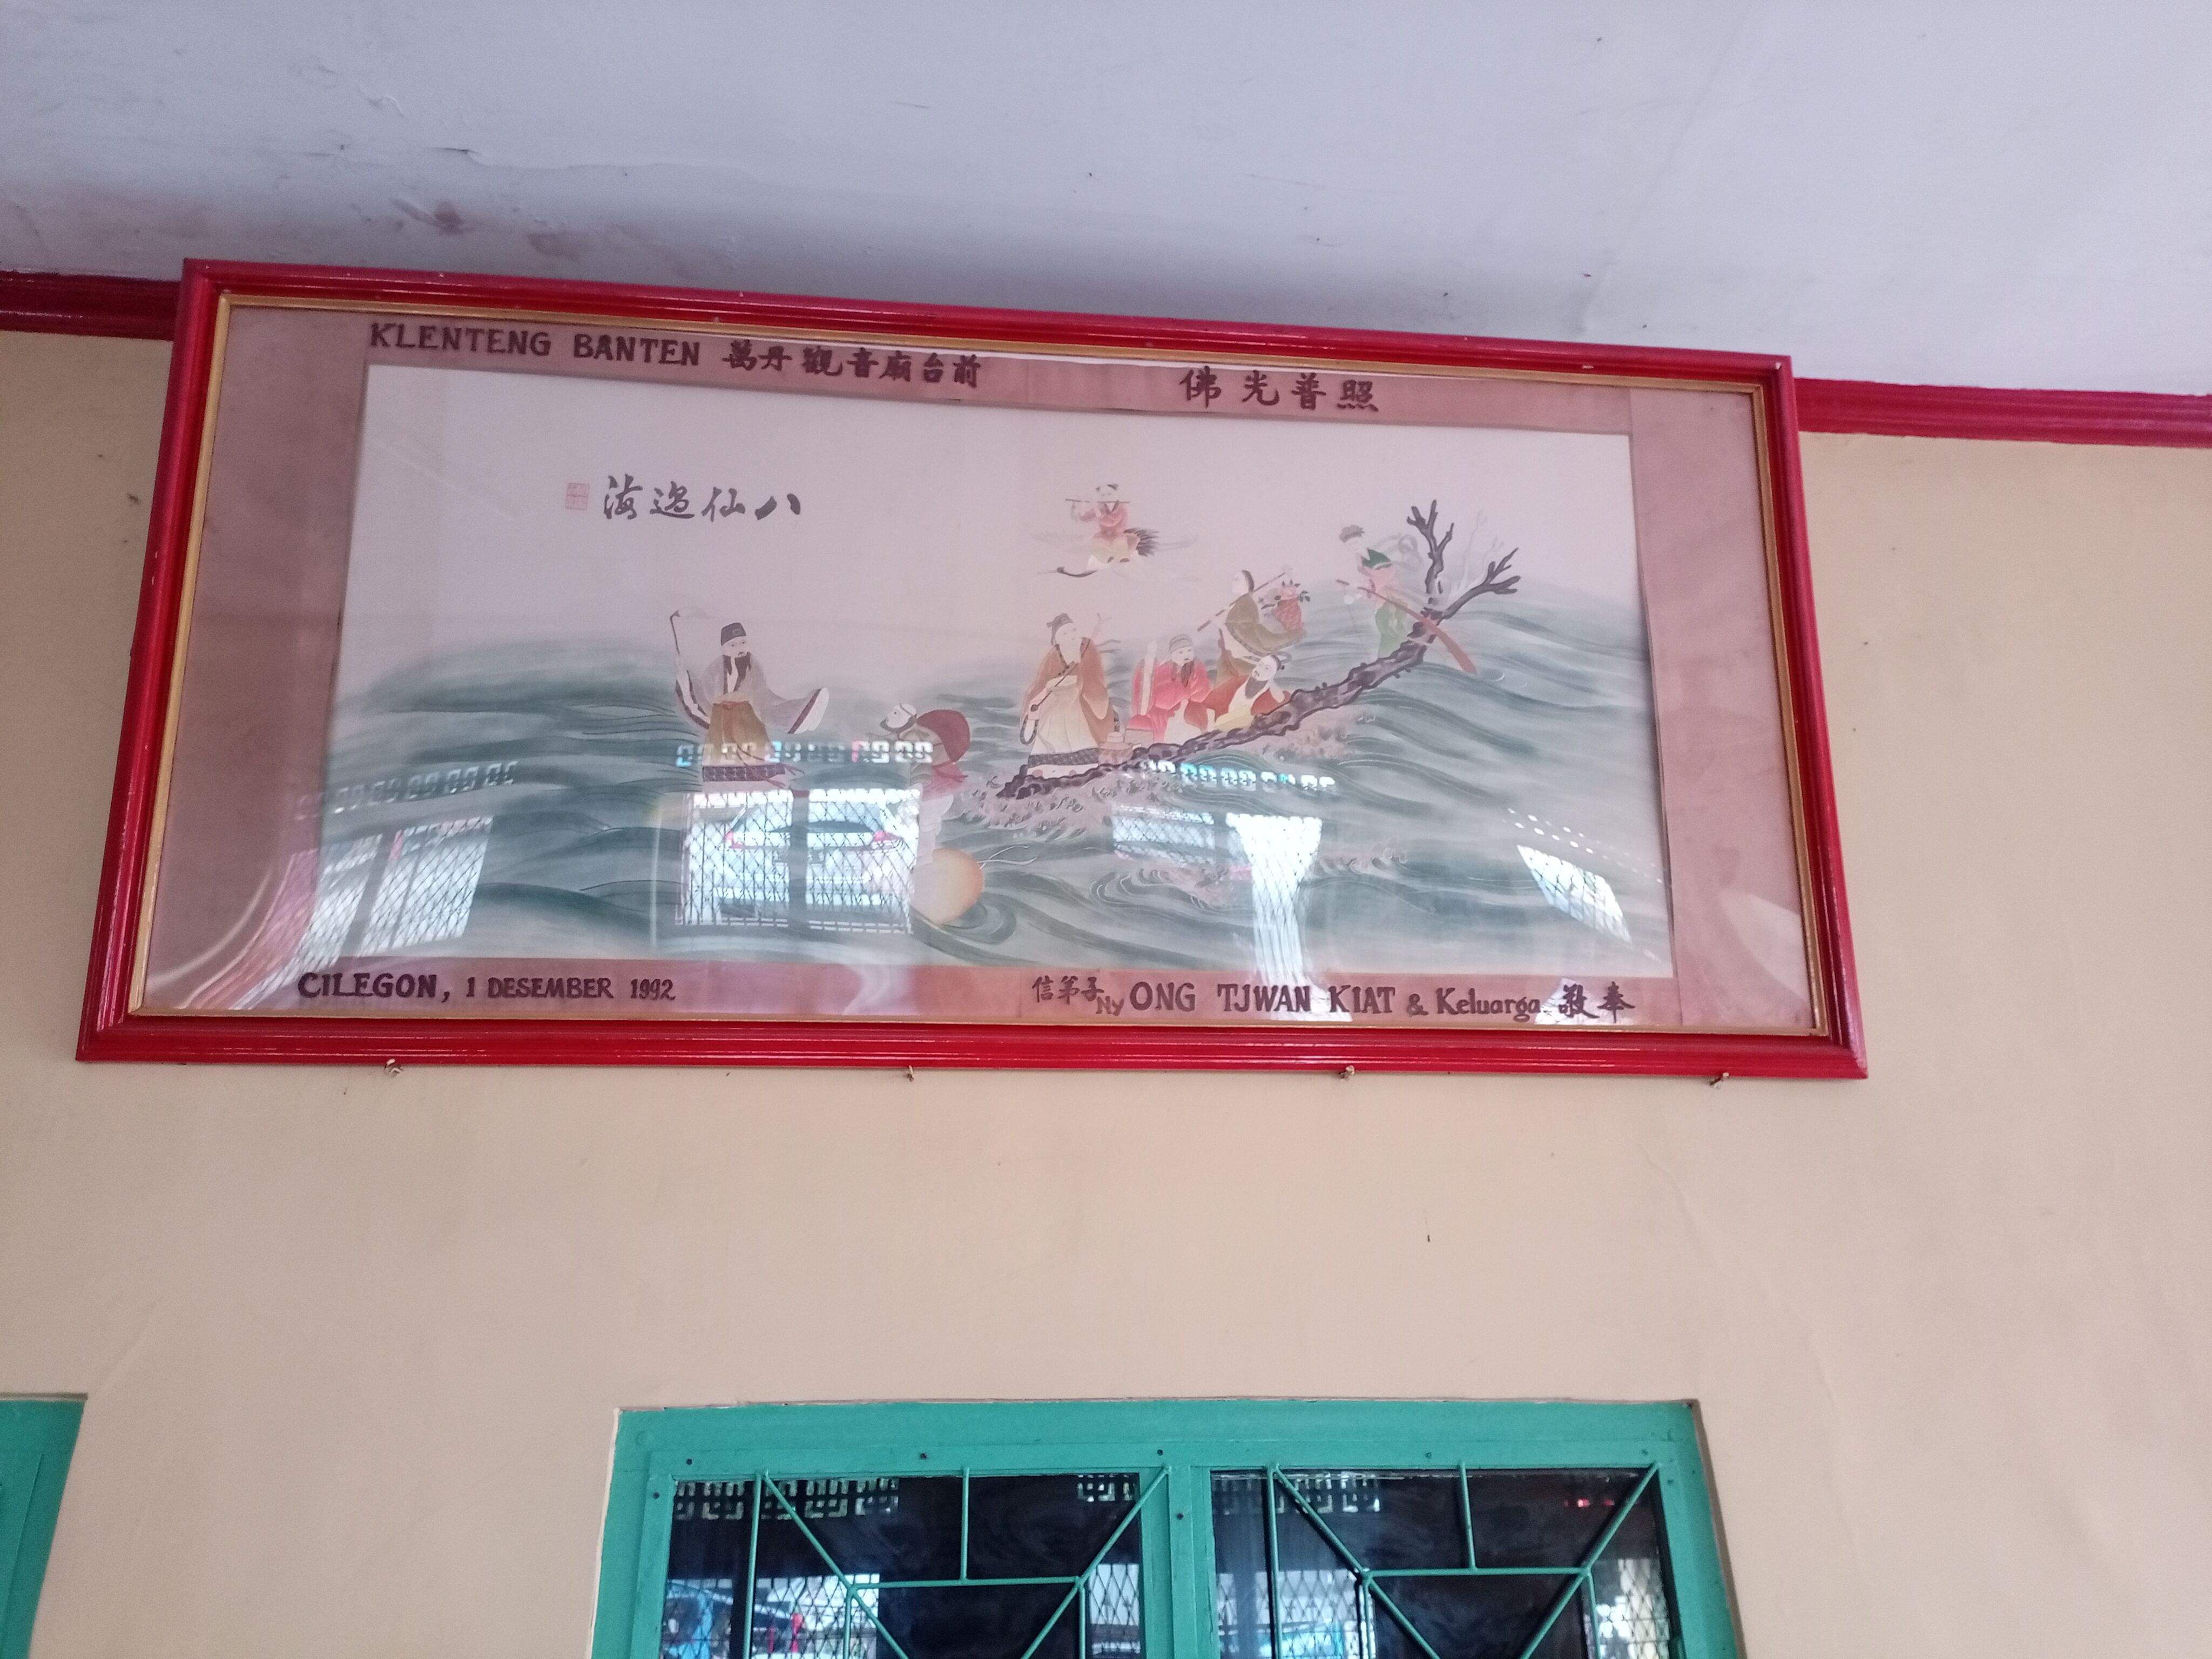 KLENTENG BANTEN 萬丹觀音廟台前
佛光普照
八仙過海
CILEGON, 1 DESEMBER 1992
信弟子 Ny ONG TJWAN KIAT & Keluarga 敬奉